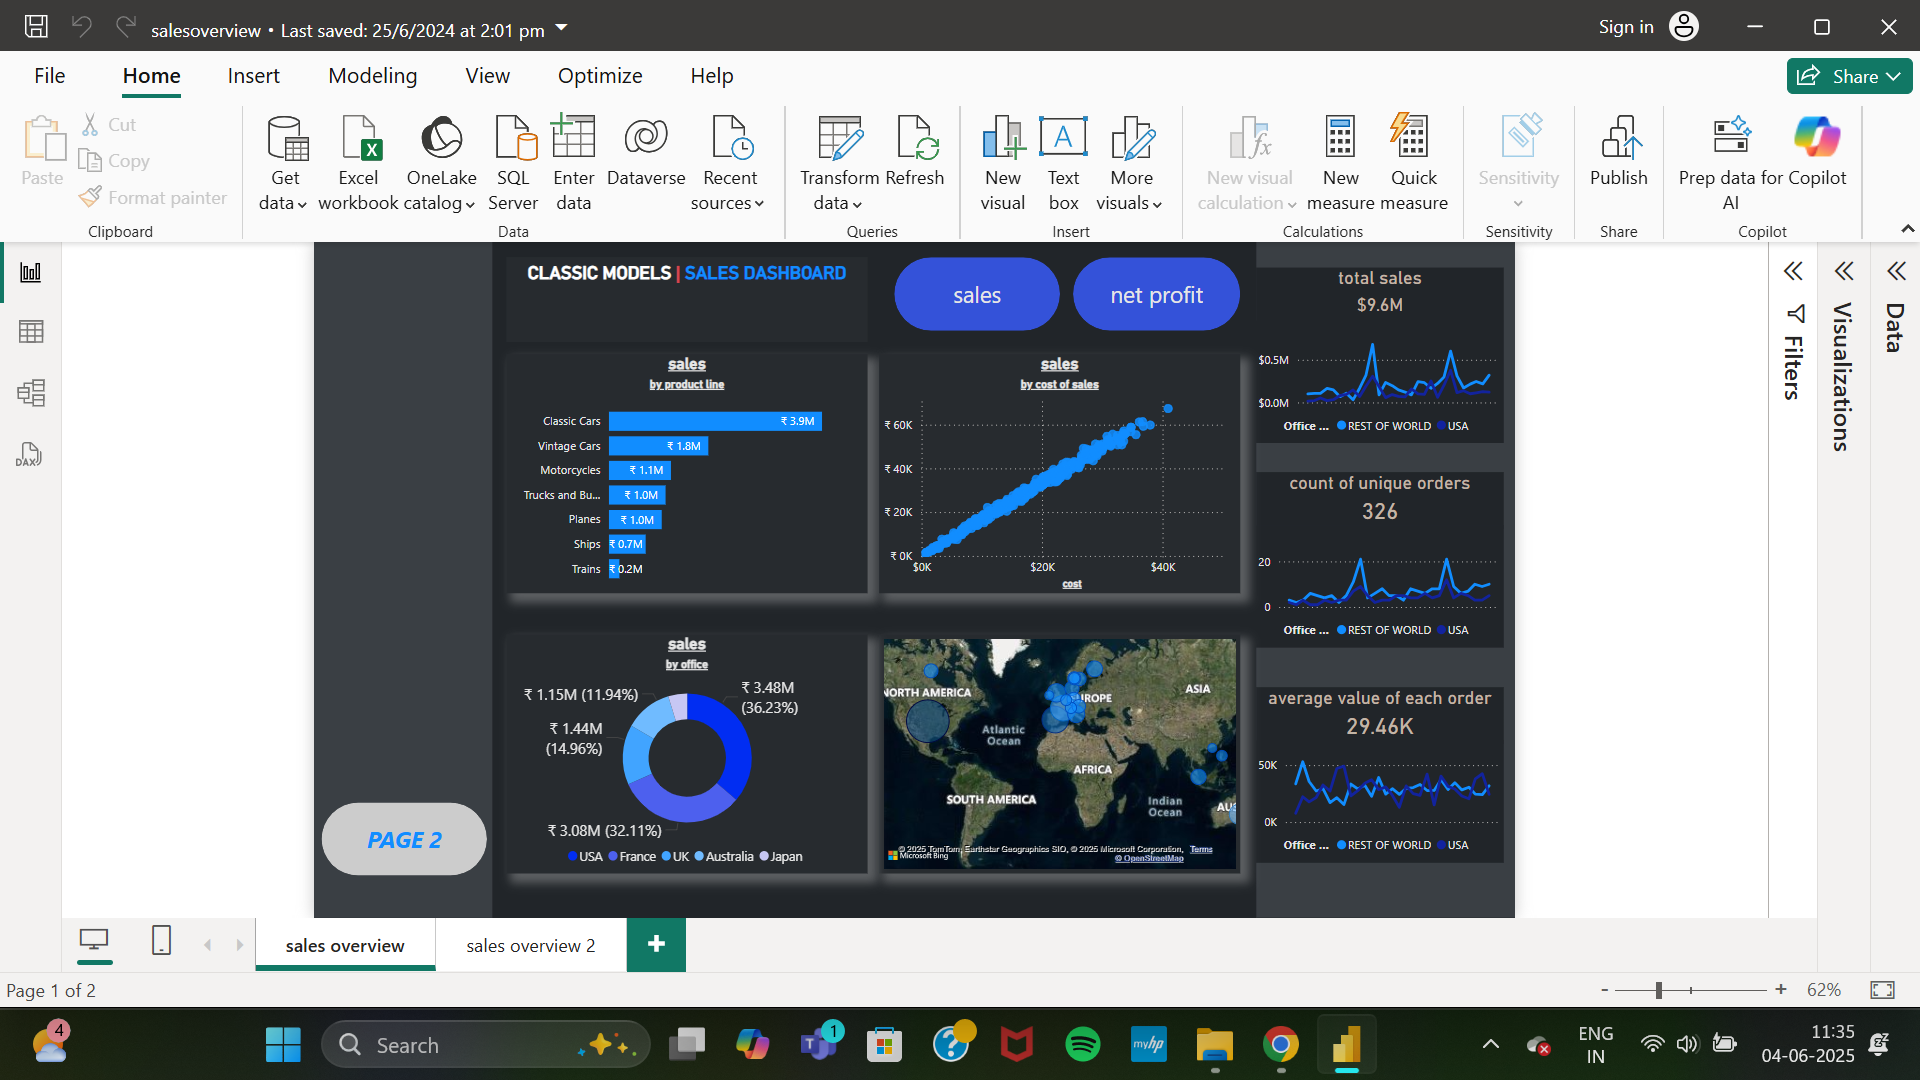 salesoverview • Last saved: 25/6/2024 at 2:01 pm
Sign in
File Home Insert Modeling View Optimize Help
Share
Paste
Cut
Copy
Format painter
Clipboard
Get data
Excel workbook
OneLake catalog
SQL Server
Enter data
Dataverse
Recent sources
Data
Transform data
Refresh
Queries
New visual
Text box
More visuals
Insert
New visual calculation
New measure
Quick measure
Calculations
Sensitivity
Sensitivity
Publish
Share
Prep data for AI
Copilot
Copilot
CLASSIC MODELS | SALES DASHBOARD
sales
net profit
sales
by product line
Classic Cars ₹ 3.9M
Vintage Cars ₹ 1.8M
Motorcycles ₹ 1.1M
Trucks and Bu... ₹ 1.0M
Planes ₹ 1.0M
Ships ₹ 0.7M
Trains ₹ 0.2M
sales
by cost of sales
₹ 60K
₹ 40K
₹ 20K
₹ 0K
$0K $20K $40K
cost
total sales
$9.6M
$0.5M
$0.0M
Office ... REST OF WORLD USA
count of unique orders
326
20
0
Office ... REST OF WORLD USA
average value of each order
29.46K
50K
0K
Office ... REST OF WORLD USA
sales
by office
₹ 1.15M (11.94%)
₹ 3.48M
(36.23%)
₹ 1.44M
(14.96%)
₹ 3.08M (32.11%)
USA France UK Australia Japan
NORTH AMERICA
EUROPE
ASIA
Atlantic
Ocean
AFRICA
SOUTH AMERICA
Indian
Ocean
AU
© 2025 TomTom, Earthstar Geographics SIO, © 2025 Microsoft Corporation, Terms
Microsoft Bing
© OpenStreetMap
PAGE 2
Filters
Visualizations
Data
DAX
sales overview
sales overview 2
Page 1 of 2
- + 62%
4
Search
1
myhp
ENG
IN
11:35
04-06-2025